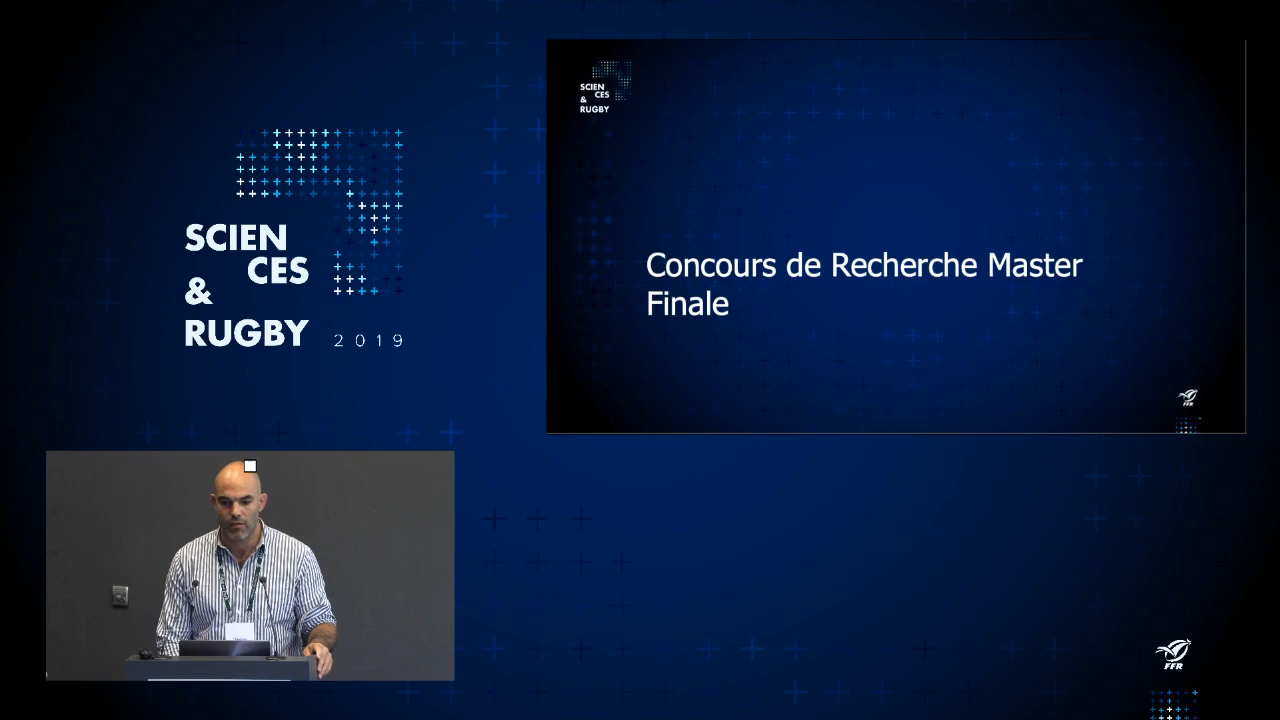 SCIEN
CES
&
RUGBY 2019
SCIEN
CES
&
RUGBY
Concours de Recherche Master
Finale
FFR
FFR